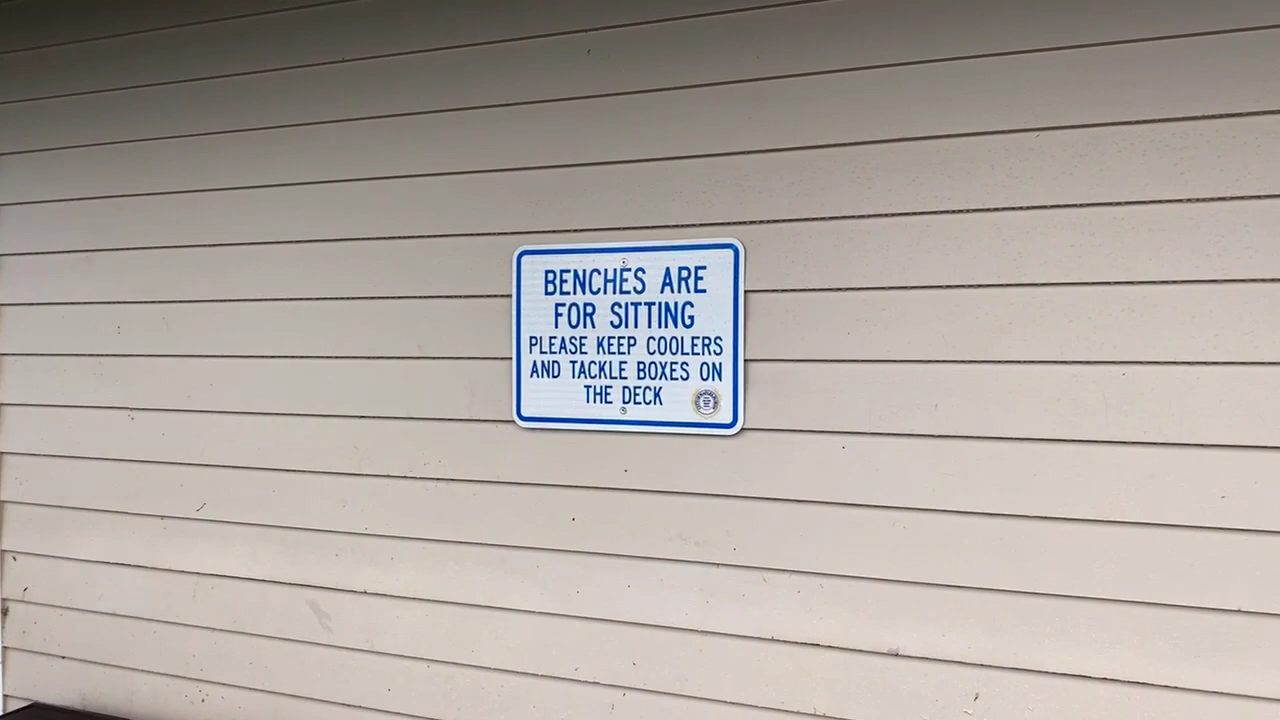 BENCHES ARE
FOR SITTING
PLEASE KEEP COOLERS
AND TACKLE BOXES ON
THE DECK